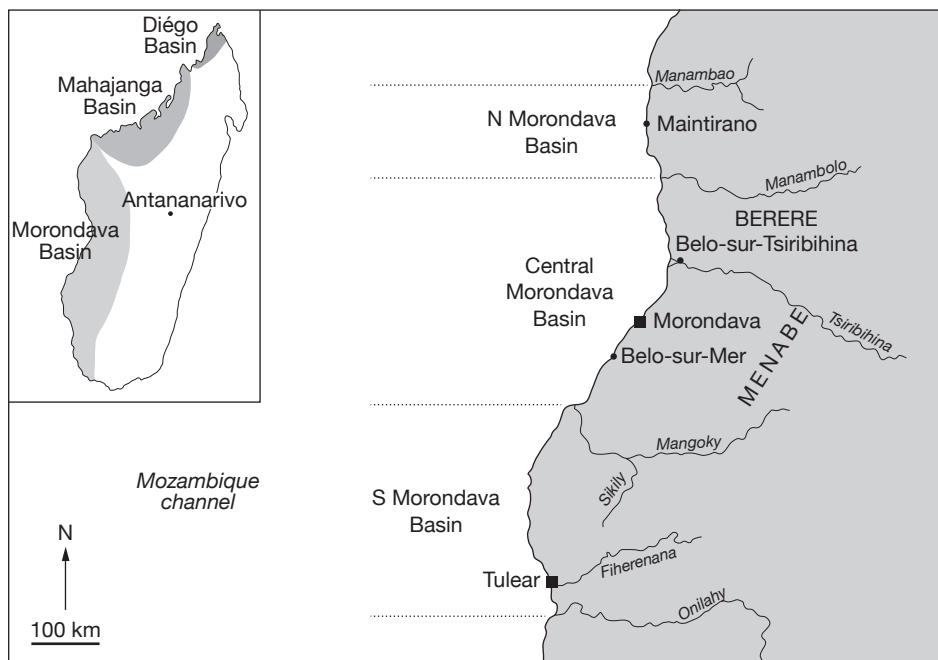 Diégo
Basin
Mahajanga
Basin
Antananarivo
Morondava
Basin
Manambao
N Morondava
Basin
Maintirano
Manambolo
BERERE
Belo-sur-Tsiribihina
Central
Morondava
Basin
Morondava
Tsiribihina
MENABE
Belo-sur-Mer
Mangoky
Sikily
Mozambique
channel
S Morondava
Basin
N
Tulear
Fiherenana
Onilahy
100 km